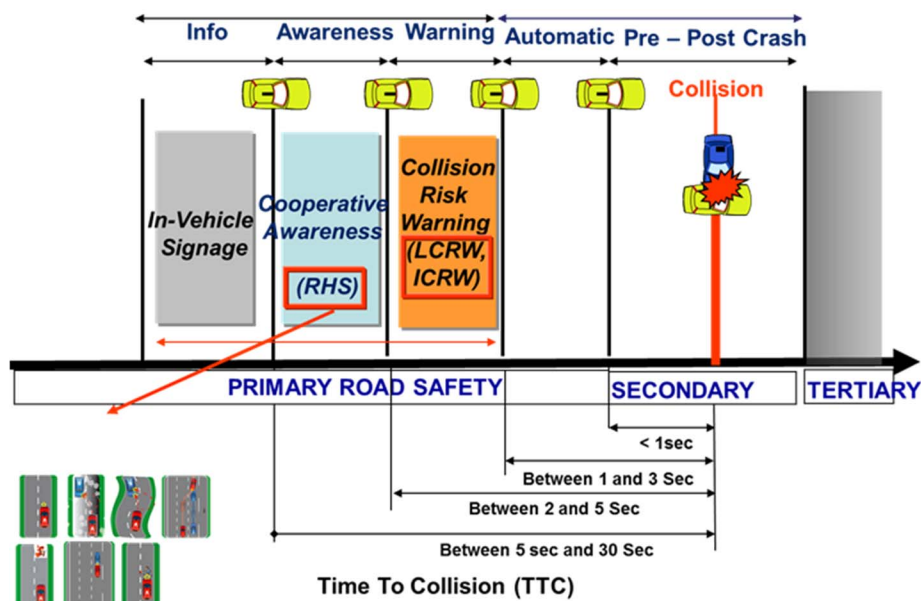 Info Awareness Warning Automatic Pre – Post Crash
Collision
In-Vehicle
Signage
Cooperative
Awareness
(RHS)
Collision
Risk
Warning
(LCRW,
ICRW)
PRIMARY ROAD SAFETY SECONDARY TERTIARY
< 1sec
Between 1 and 3 Sec
Between 2 and 5 Sec
Between 5 sec and 30 Sec
Time To Collision (TTC)